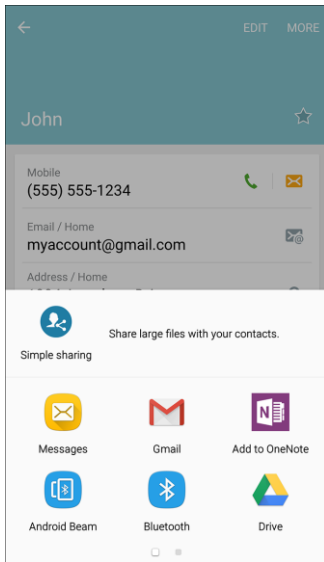 EDIT MORE
John
Mobile
(555) 555-1234
Email / Home
myaccount@gmail.com
Address / Home
Share large files with your contacts.
Simple sharing
Messages Gmail Add to OneNote
Android Beam Bluetooth Drive